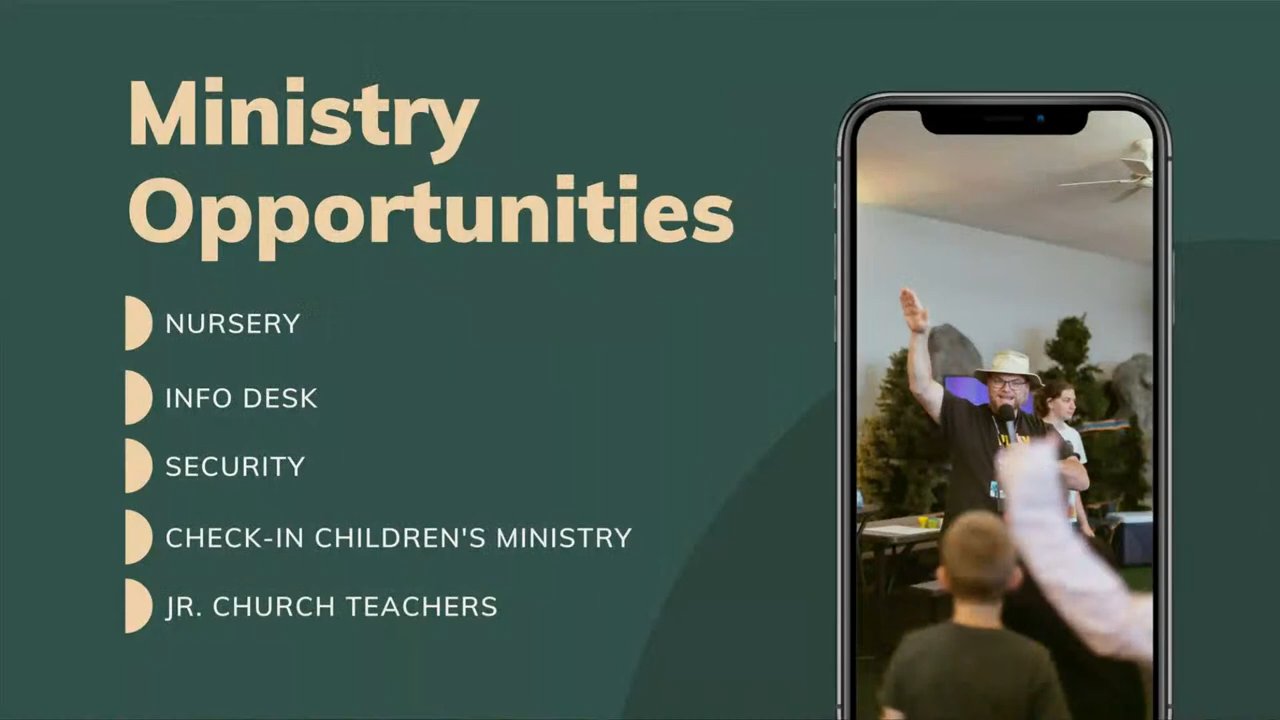 Ministry
Opportunities
NURSERY
INFO DESK
SECURITY
CHECK-IN CHILDREN'S MINISTRY
JR. CHURCH TEACHERS